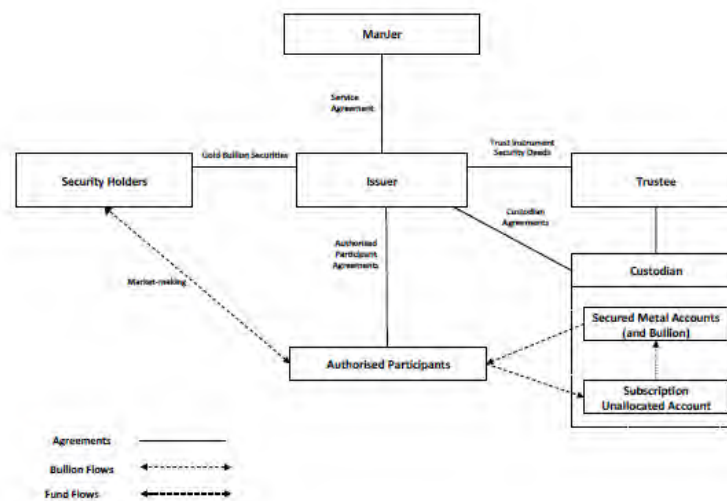 ManJer
Service
Agreement
Gold Bullion Securities
Trust Instrument
Security Deeds
Security Holders
Issuer
Trustee
Custodian
Agreements
Authorised
Participant
Agreements
Custodian
Market-making
Secured Metal Accounts
(and Bullion)
Authorised Participants
Subscription
Unallocated Account
Agreements
Bullion Flows
Fund Flows